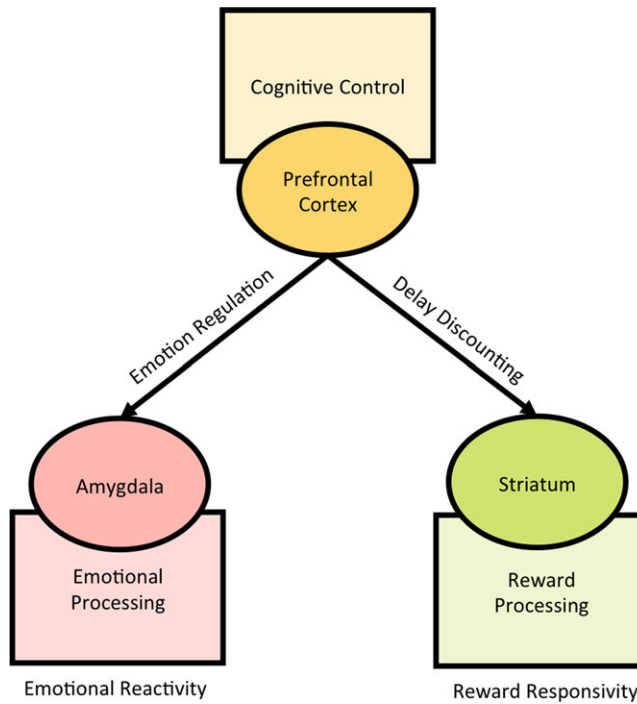 Cognitive Control
Prefrontal
Cortex
Emotion Regulation
Delay Discounting
Amygdala
Striatum
Emotional
Processing
Reward
Processing
Emotional Reactivity
Reward Responsivity